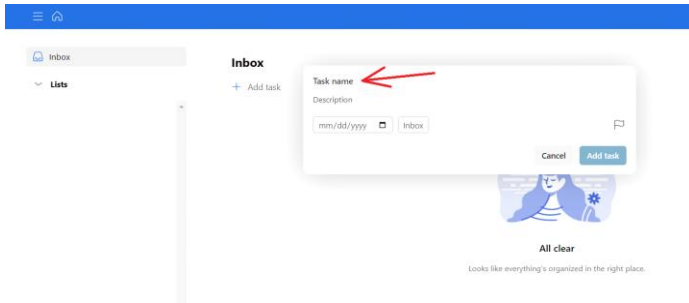 Inbox
Lists
Inbox
+ Add task
Task name
Description
mm/dd/yyyy
Inbox
Cancel
Add task
All clear
Looks like everything's organized in the right place.